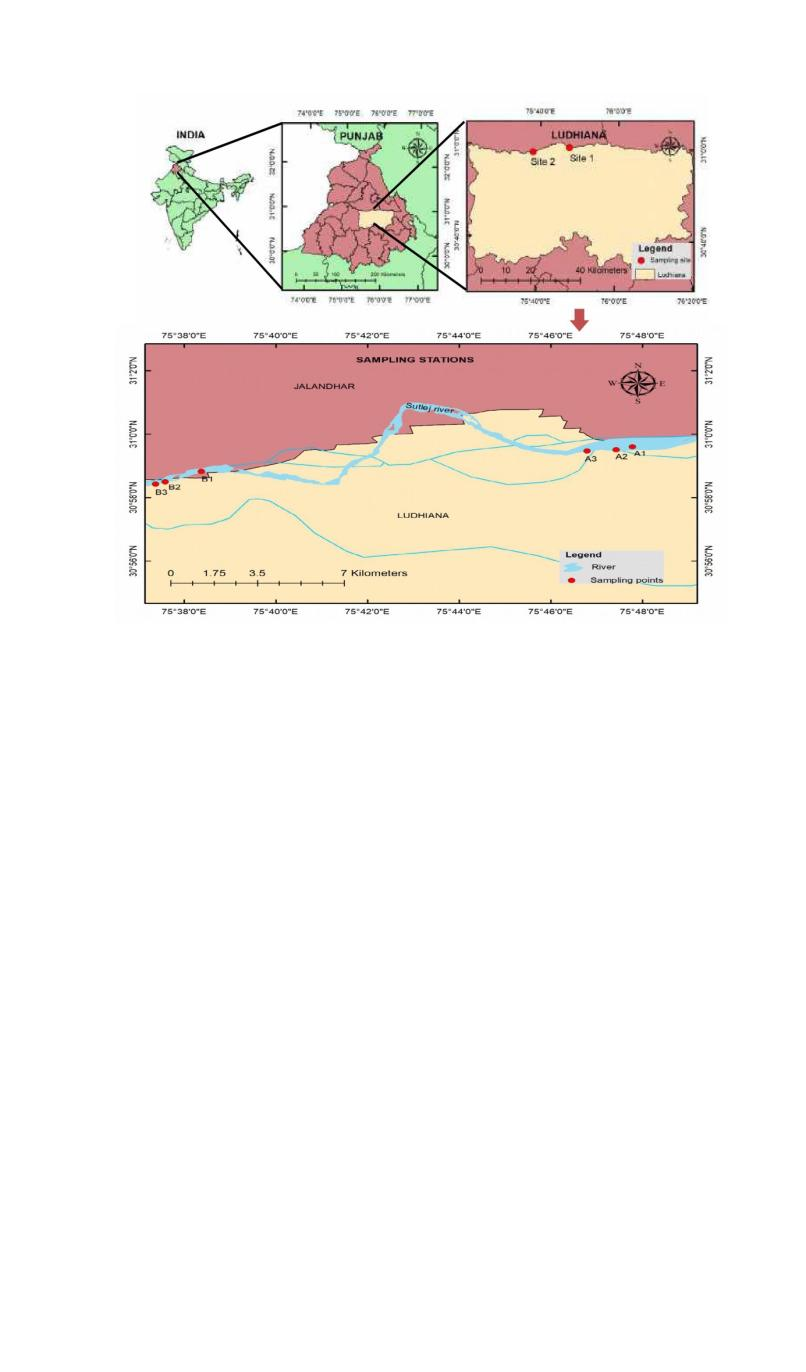 INDIA
74°0'0"E 75°0'0"E 76°0'0"E 77°0'0"E
PUNJAB
N
0 50 100 200 Kilometers
74°0'0"E 75°0'0"E 76°0'0"E 77°0'0"E
75°40'0"E 76°0'0"E
LUDHIANA
Site 2 Site 1
31°0'0"N
30°40'0"N
Legend
Sampling site
Ludhiana
0 10 20 40 Kilometers
75°40'0"E 76°0'0"E 76°20'0"E
75°38'0"E 75°40'0"E 75°42'0"E 75°44'0"E 75°46'0"E 75°48'0"E
SAMPLING STATIONS
JALANDHAR
N
W E
S
Sutlej river
31°2'0"N 31°2'0"N
31°0'0"N 31°0'0"N
A3 A2 A1
B3 B2 B1
30°58'0"N 30°58'0"N
LUDHIANA
30°56'0"N 30°56'0"N
0 1.75 3.5 7 Kilometers
Legend
River
Sampling points
75°38'0"E 75°40'0"E 75°42'0"E 75°44'0"E 75°46'0"E 75°48'0"E